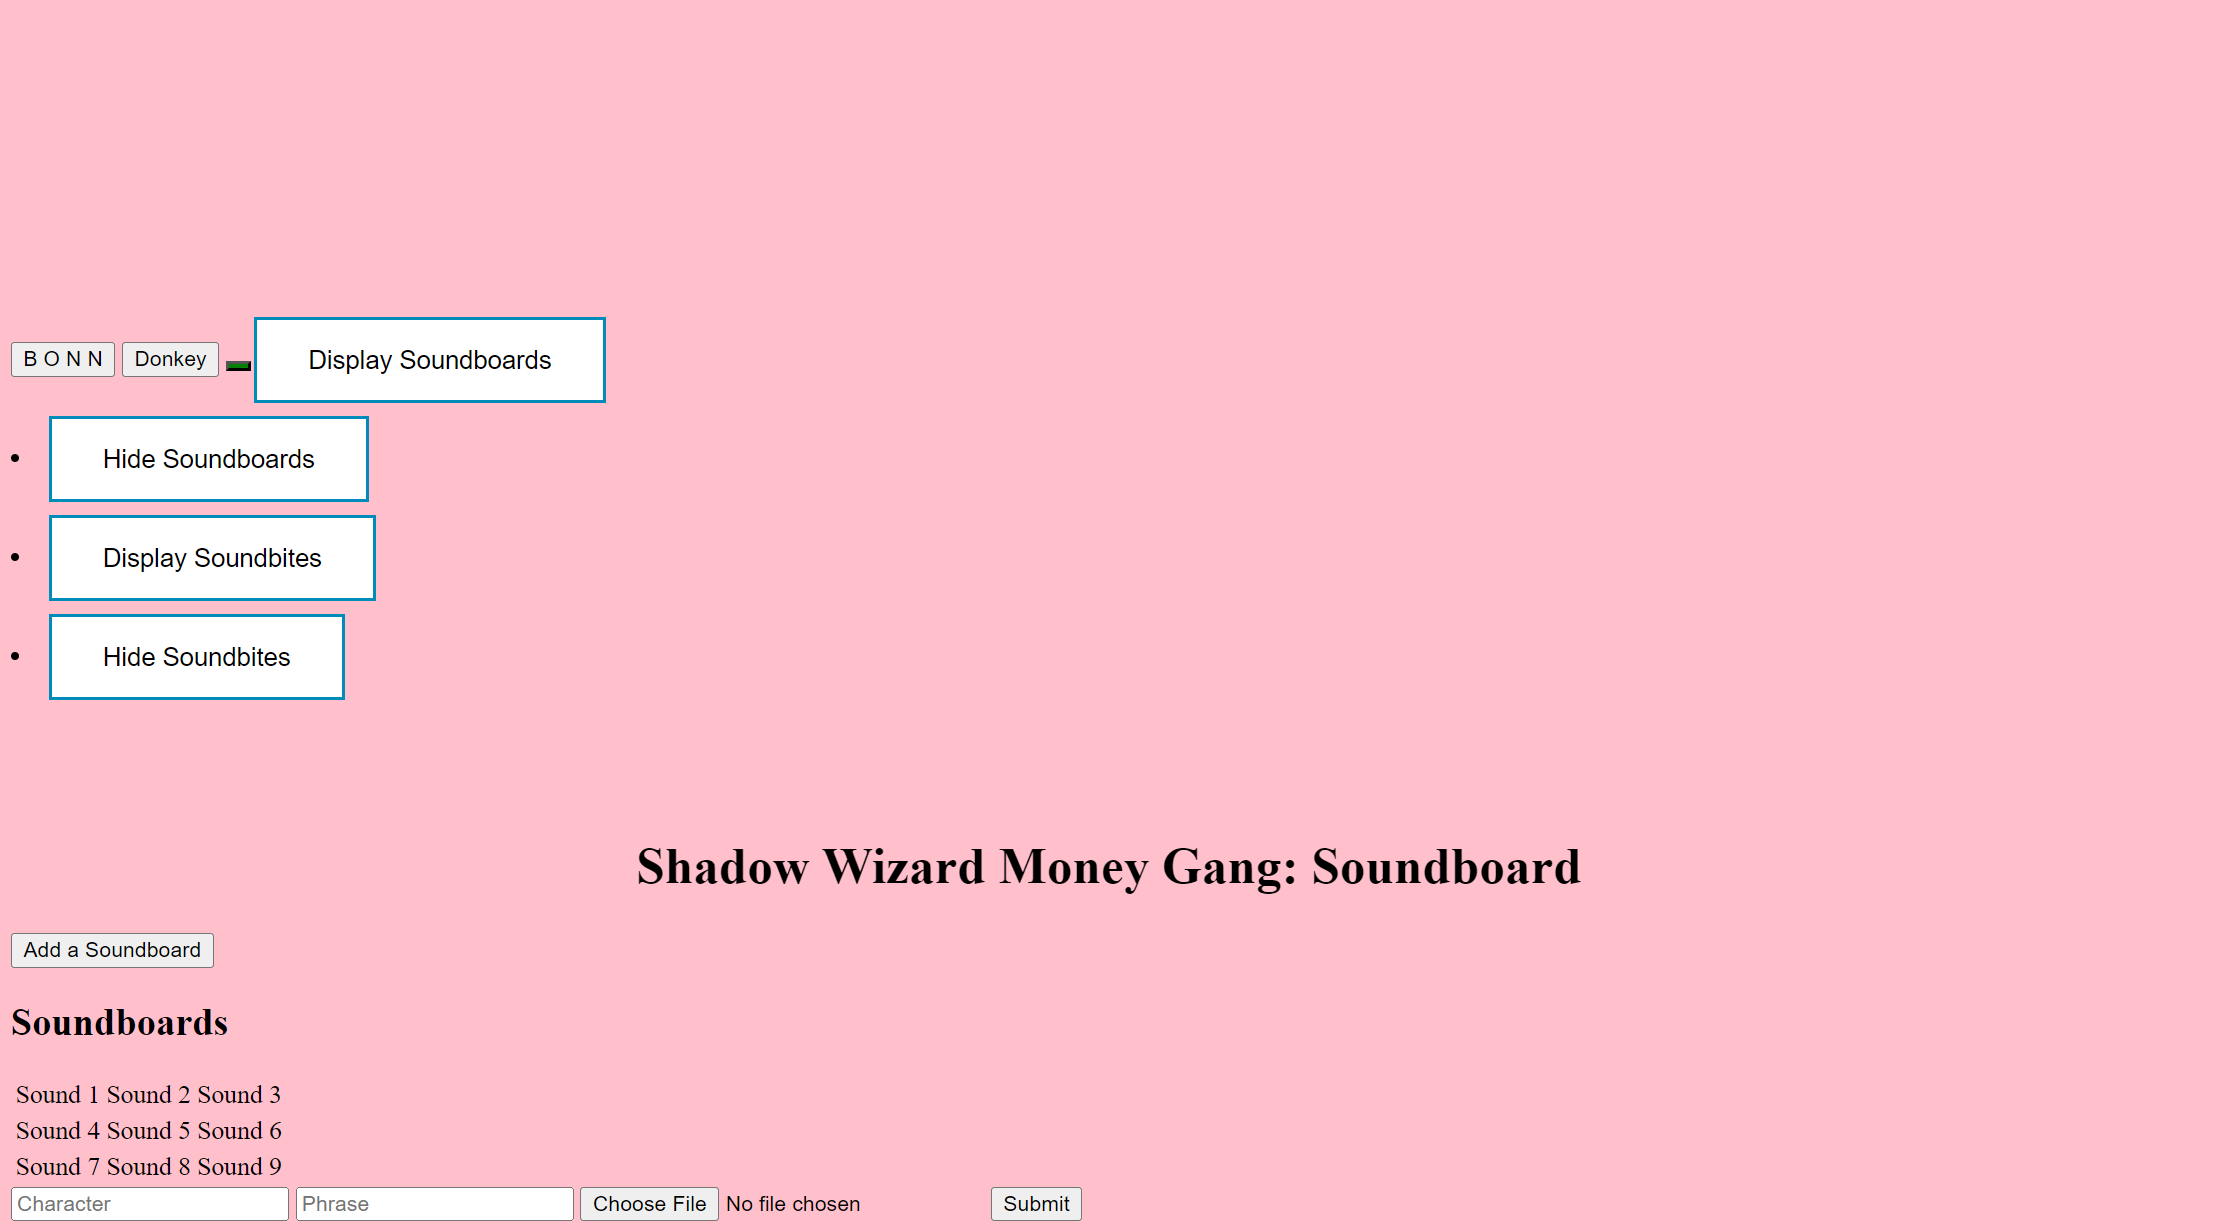 B O N N Donkey Display Soundboards
Hide Soundboards
Display Soundbites
Hide Soundbites
Shadow Wizard Money Gang: Soundboard
Add a Soundboard
Soundboards
Sound 1 Sound 2 Sound 3
Sound 4 Sound 5 Sound 6
Sound 7 Sound 8 Sound 9
Character Phrase Choose File No file chosen Submit